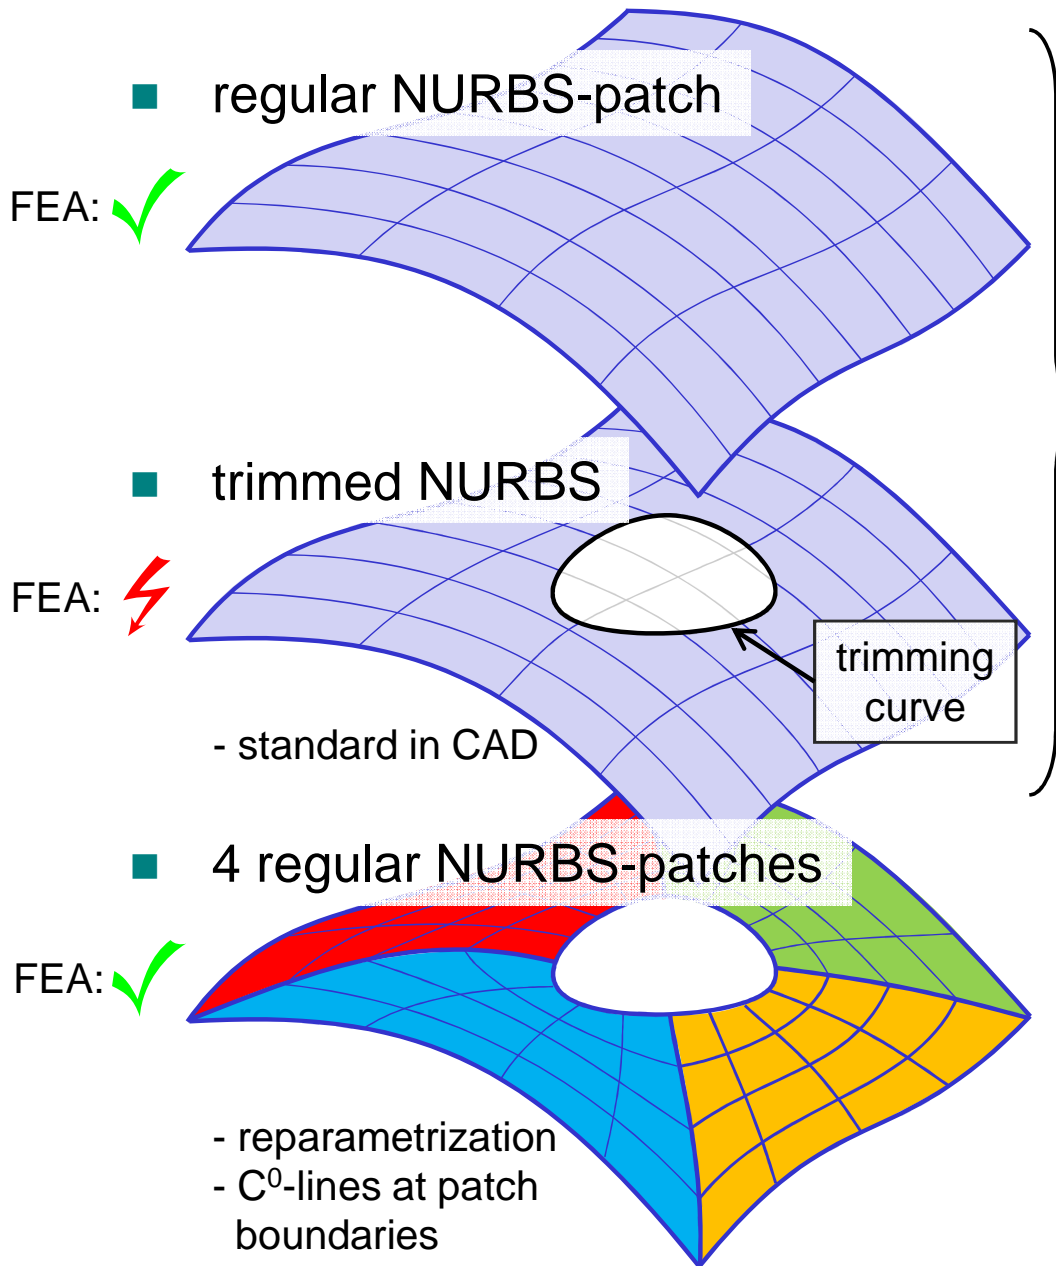 regular NURBS-patch
FEA:
trimmed NURBS
FEA:
trimming
curve
- standard in CAD
4 regular NURBS-patches
FEA:
- reparametrization
- C⁰-lines at patch
boundaries